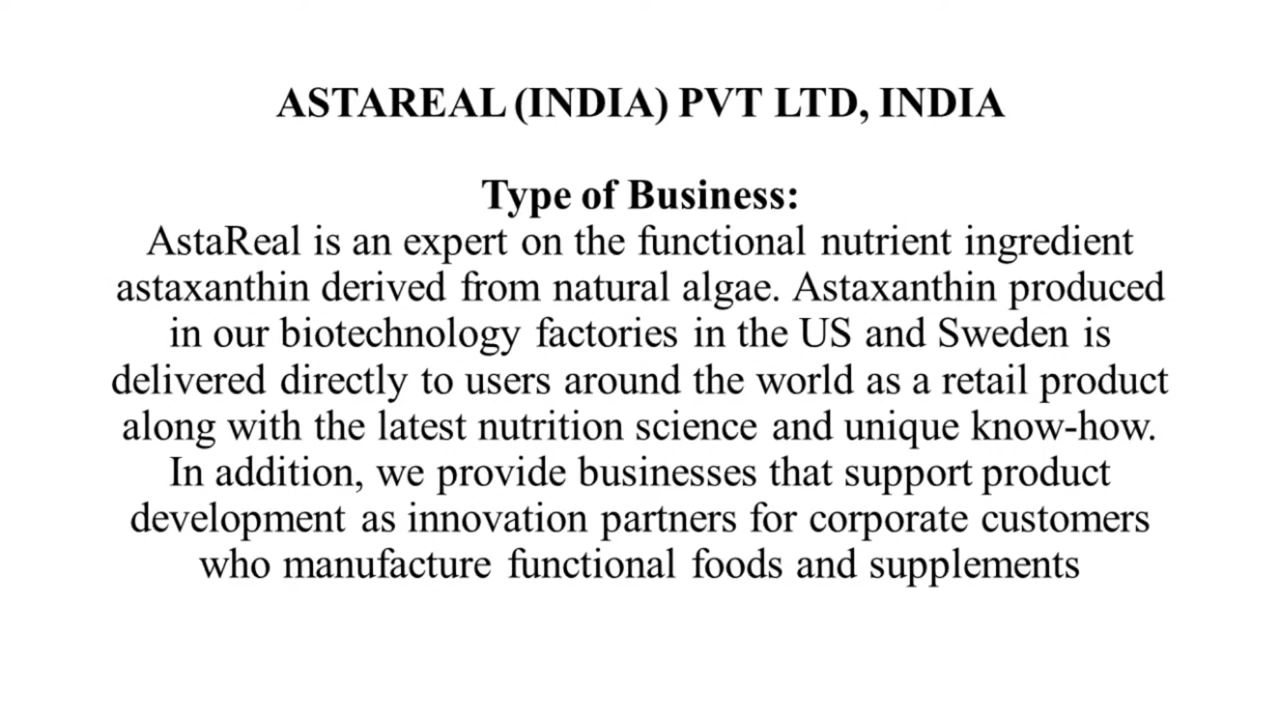 ASTAREAL (INDIA) PVT LTD, INDIA
Type of Business:
AstaReal is an expert on the functional nutrient ingredient
astaxanthin derived from natural algae. Astaxanthin produced
in our biotechnology factories in the US and Sweden is
delivered directly to users around the world as a retail product
along with the latest nutrition science and unique know-how.
In addition, we provide businesses that support product
development as innovation partners for corporate customers
who manufacture functional foods and supplements